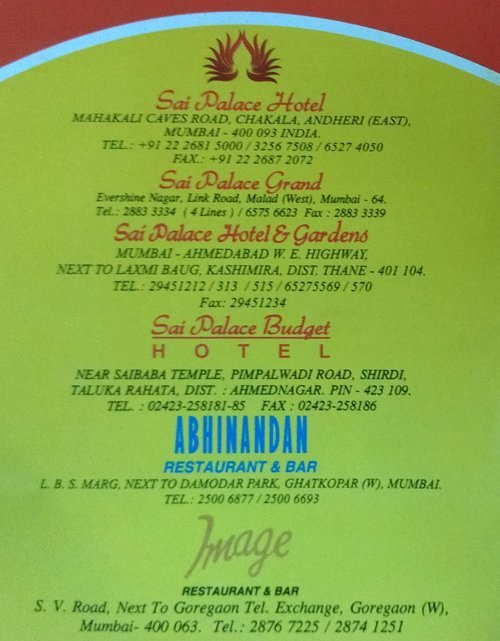 Sai Palace Hotel
MAHAKALI CAVES ROAD, CHAKALA, ANDHERI (EAST),
MUMBAI - 400 093 INDIA.
TEL.: +91 22 2681 5000 / 3256 7508 / 6527 4050
FAX.: +91 22 2687 2072
Sai Palace Grand
Evershine Nagar, Link Road, Malad (West), Mumbai - 64.
Tel.: 2883 3334 ( 4 Lines ) / 6575 6623 Fax : 2883 3339
Sai Palace Hotel & Gardens
MUMBAI - AHMEDABAD W. E. HIGHWAY,
NEXT TO LAXMI BAUG, KASHIMIRA, DIST. THANE - 401 104.
TEL.: 29451212 / 313 / 515 / 65275569 / 570
Fax: 29451234
Sai Palace Budget
HOTEL
NEAR SAIBABA TEMPLE, PIMPALWADI ROAD, SHIRDI,
TALUKA RAHATA, DIST. : AHMEDNAGAR. PIN - 423 109.
TEL. : 02423-258181-85 FAX : 02423-258186
ABHINANDAN
RESTAURANT & BAR
L. B. S. MARG, NEXT TO DAMODAR PARK, GHATKOPAR (W), MUMBAI.
TEL.: 2500 6877 / 2500 6693
Image
RESTAURANT & BAR
S. V. Road, Next To Goregaon Tel. Exchange, Goregaon (W),
Mumbai- 400 063. Tel.: 2876 7225 / 2874 1251